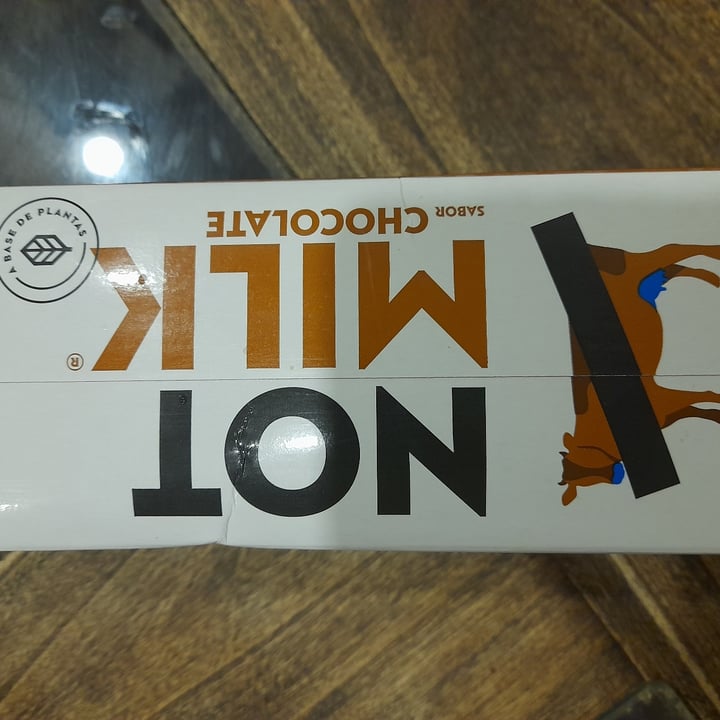 NOT
MILK®
SABOR CHOCOLATE
A BASE DE PLANTAS